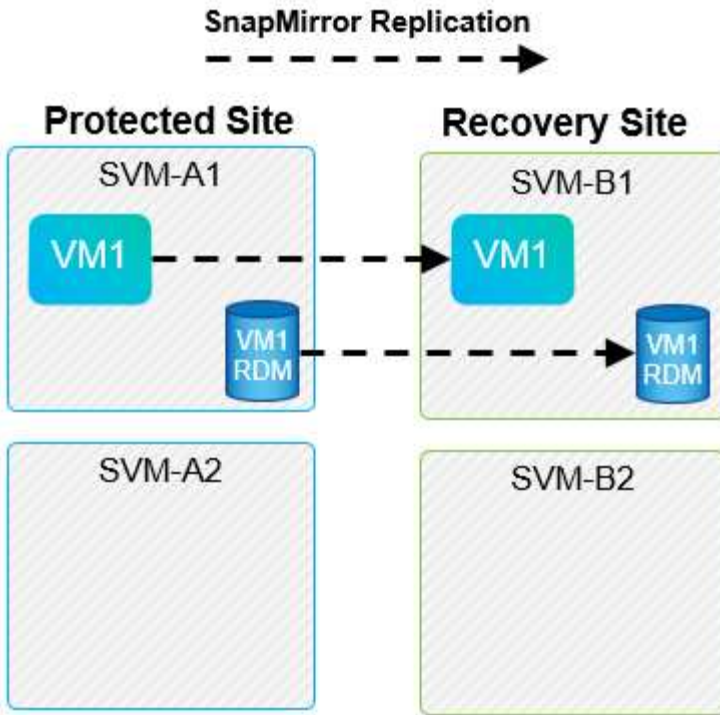 SnapMirror Replication
Protected Site
Recovery Site
SVM-A1
SVM-B1
VM1
VM1
VM1
RDM
VM1
RDM
SVM-A2
SVM-B2